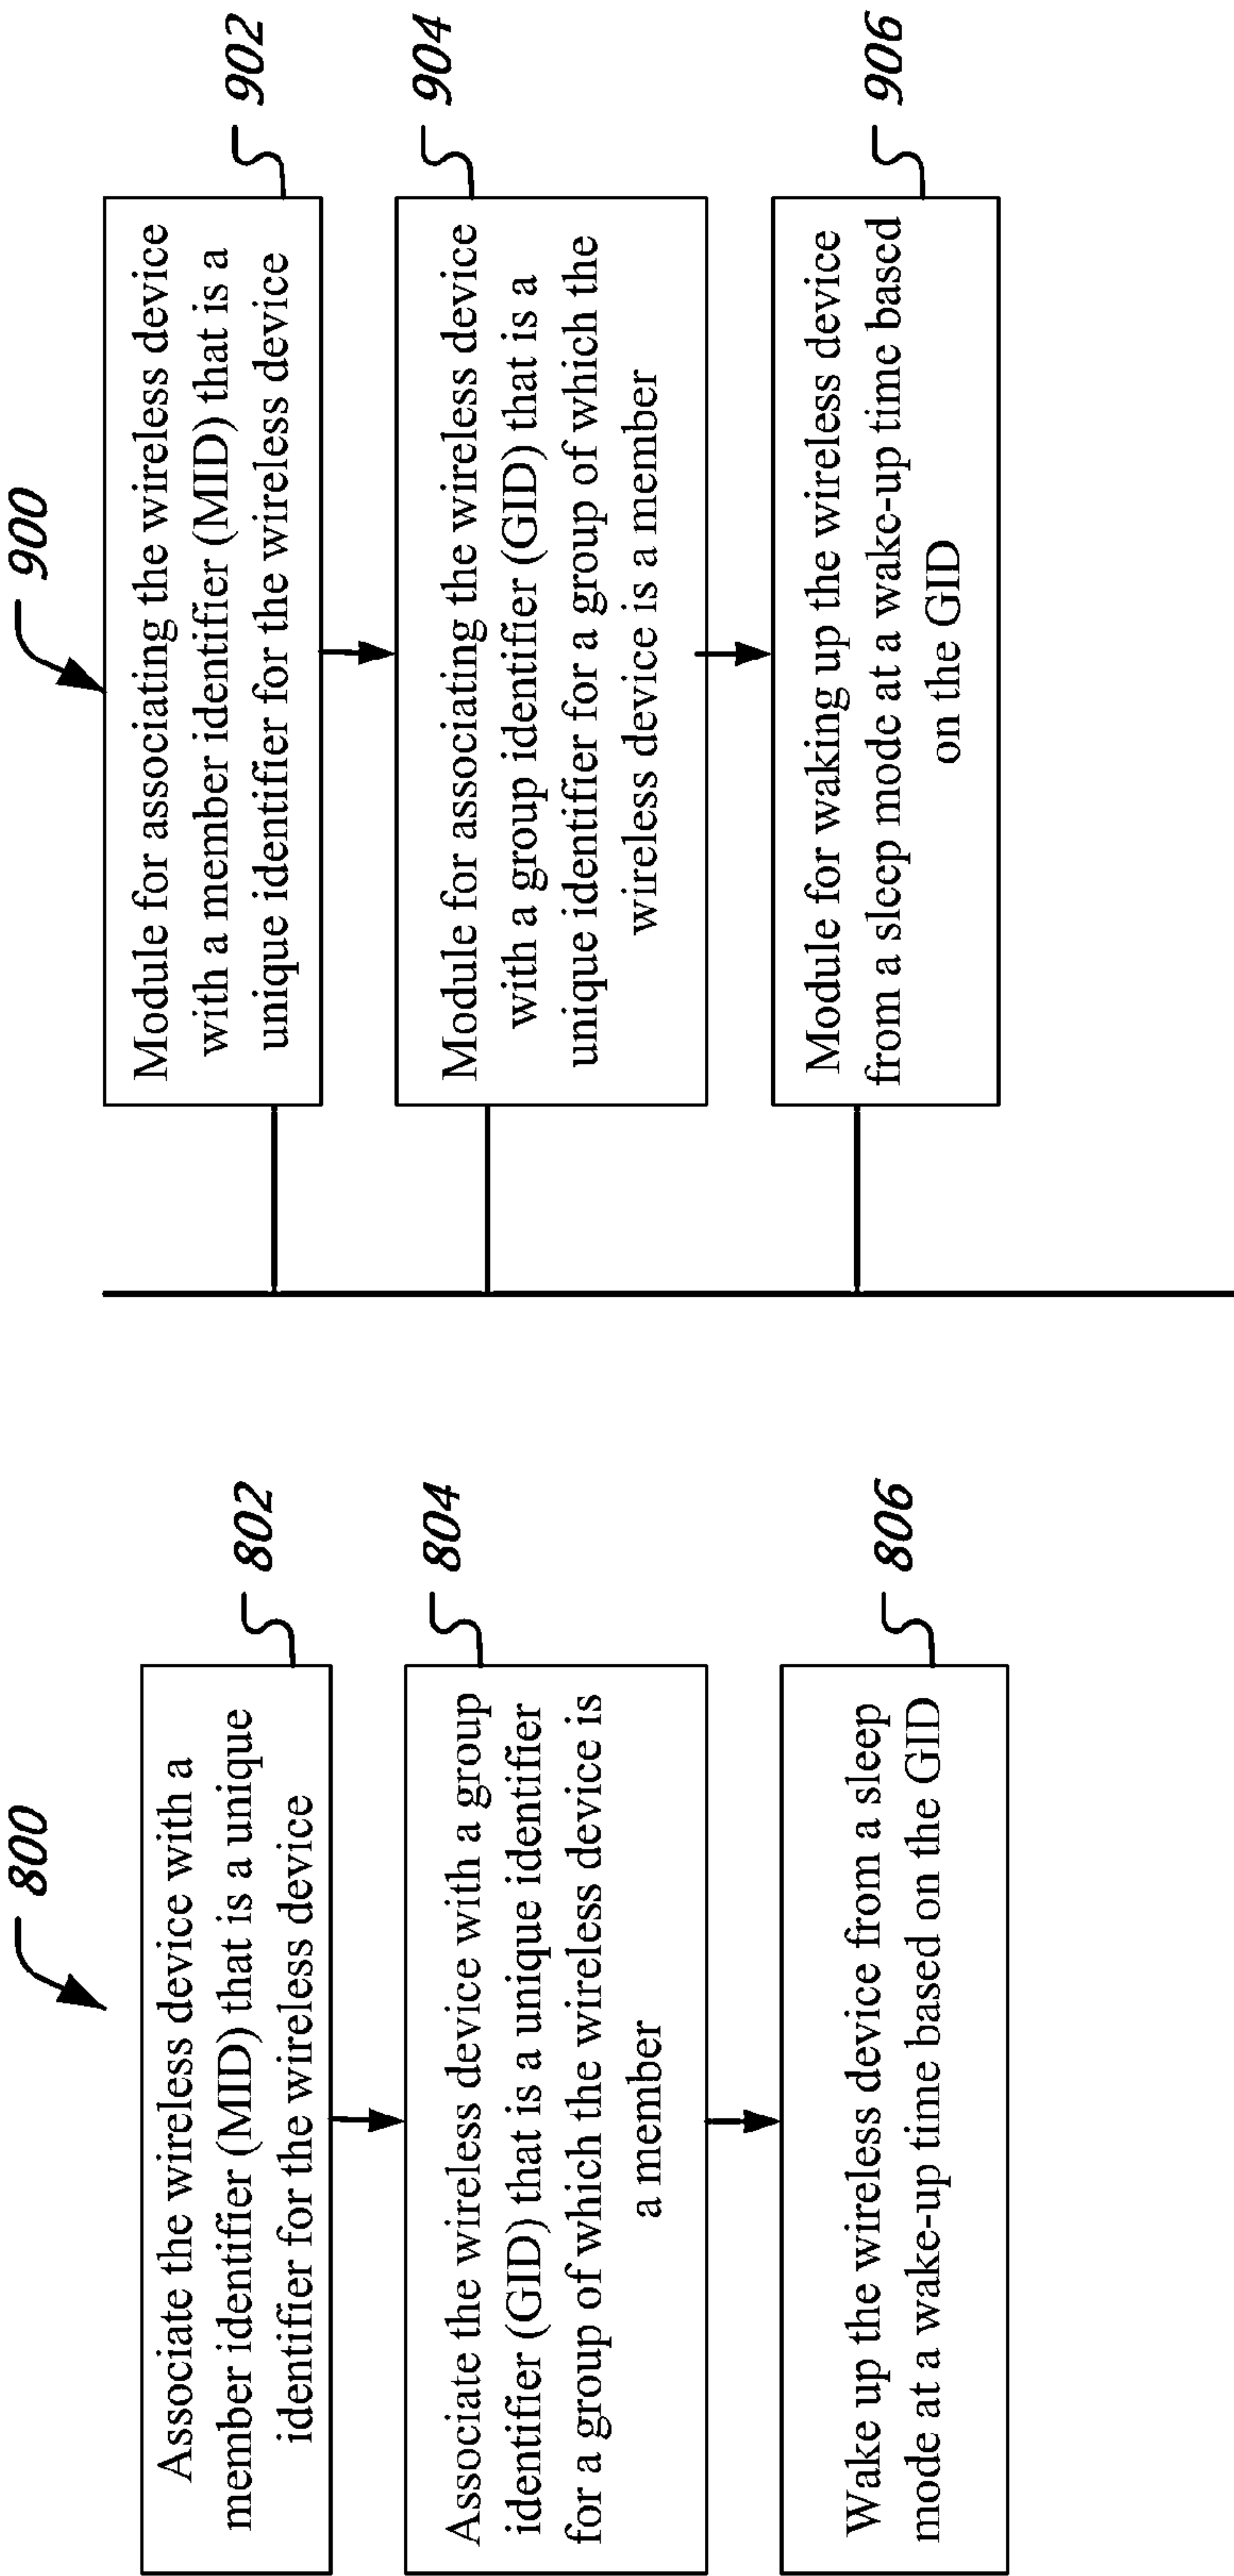 800
Associate the wireless device with a
member identifier (MID) that is a unique
identifier for the wireless device
802
Associate the wireless device with a group
identifier (GID) that is a unique identifier
for a group of which the wireless device is
a member
804
Wake up the wireless device from a sleep
mode at a wake-up time based on the GID
806
900
Module for associating the wireless device
with a member identifier (MID) that is a
unique identifier for the wireless device
902
Module for associating the wireless device
with a group identifier (GID) that is a
unique identifier for a group of which the
wireless device is a member
904
Module for waking up the wireless device
from a sleep mode at a wake-up time based
on the GID
906